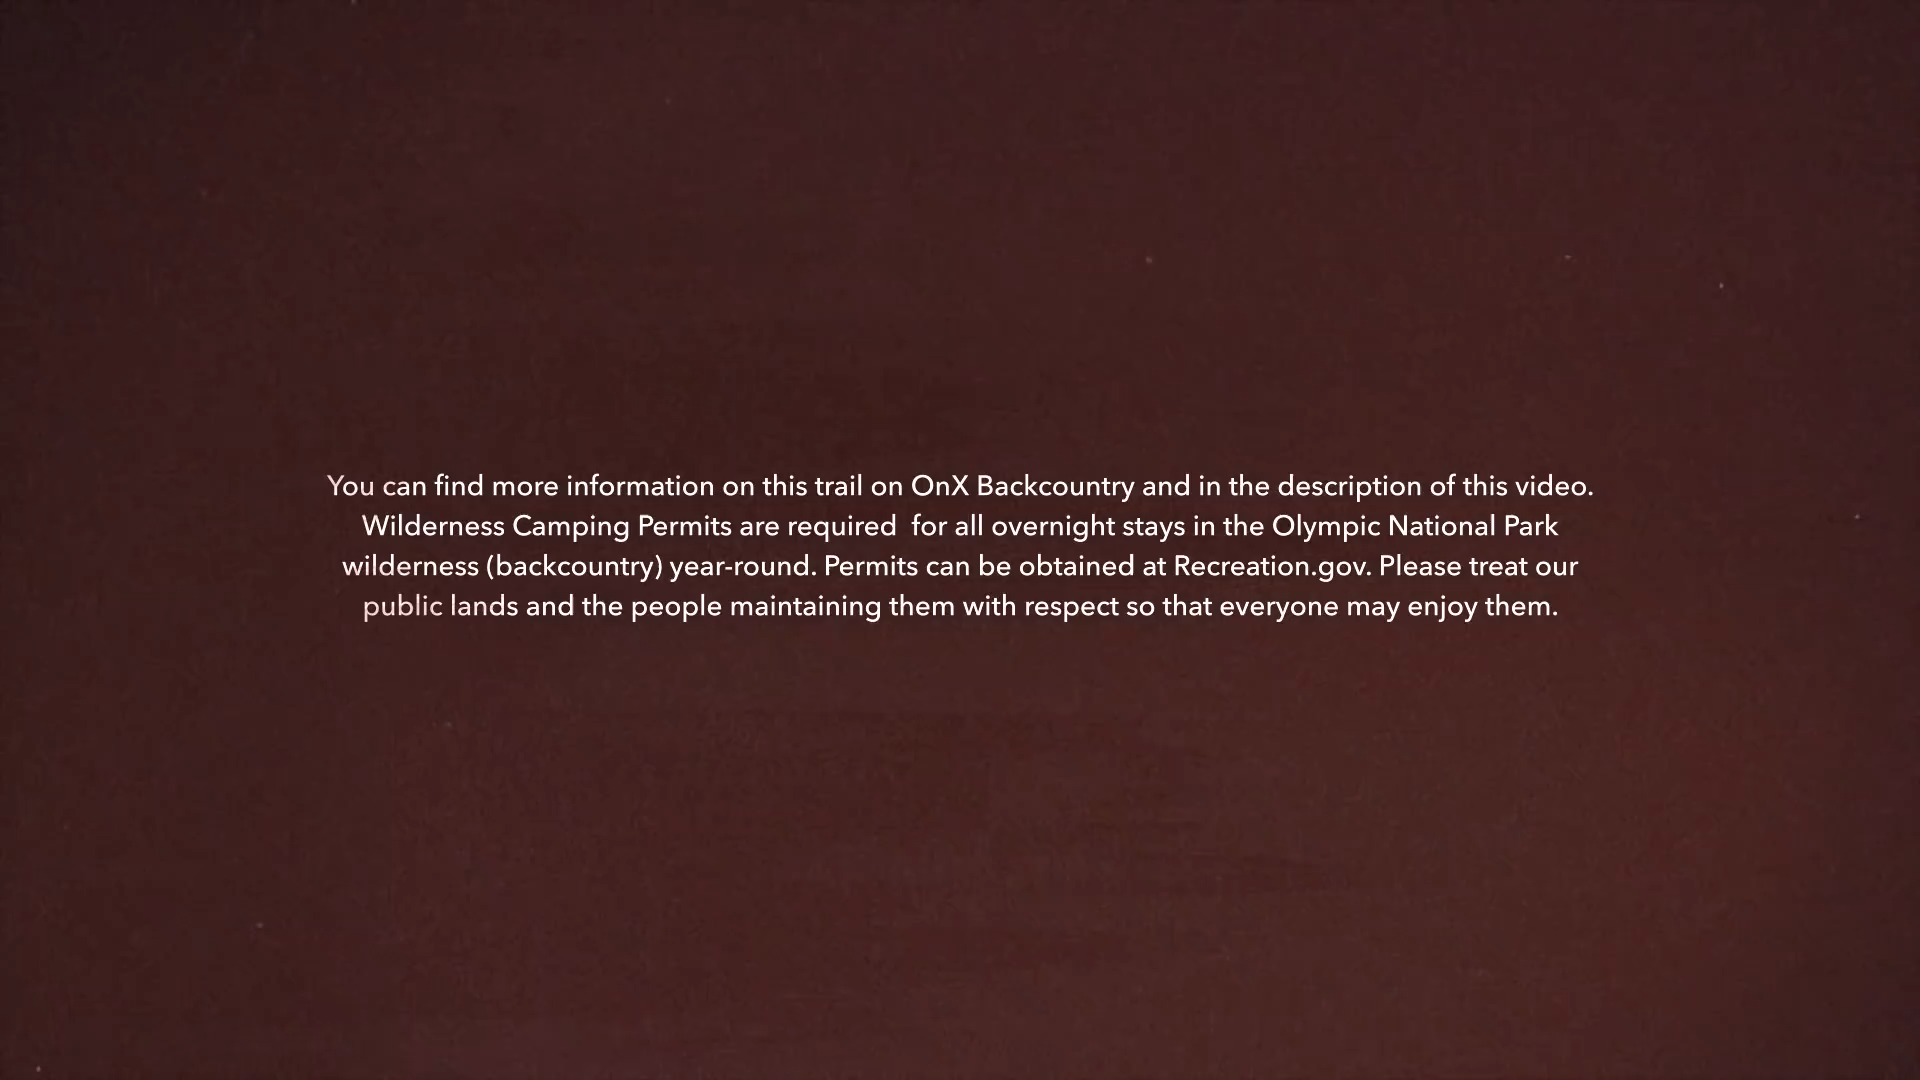 You can find more information on this trail on OnX Backcountry and in the description of this video.
Wilderness Camping Permits are required  for all overnight stays in the Olympic National Park
wilderness (backcountry) year-round. Permits can be obtained at Recreation.gov. Please treat our
public lands and the people maintaining them with respect so that everyone may enjoy them.